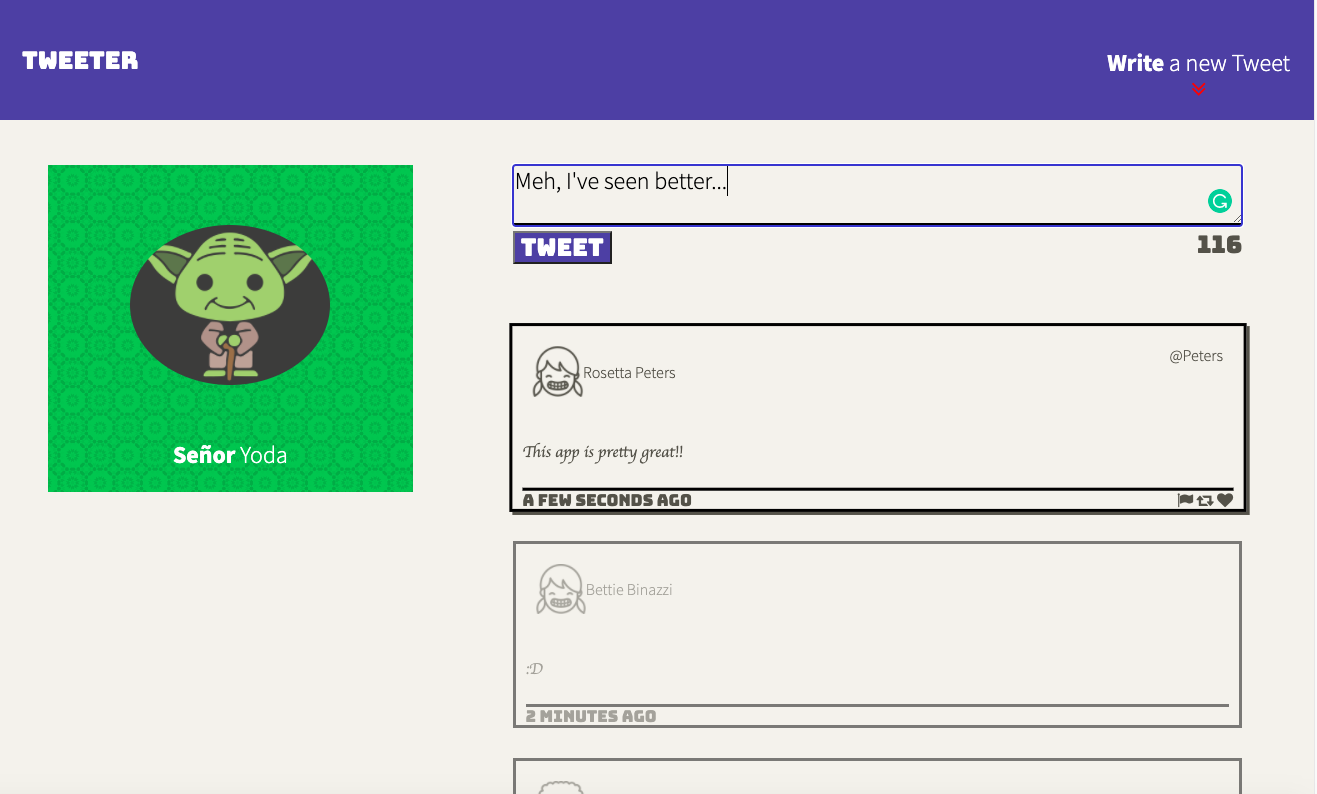 TWEETER
Write a new Tweet
Señor Yoda
Meh, I've seen better...
TWEET
116
Rosetta Peters
@Peters
This app is pretty great!!
A FEW SECONDS AGO
Bettie Binazzi
:D
2 MINUTES AGO